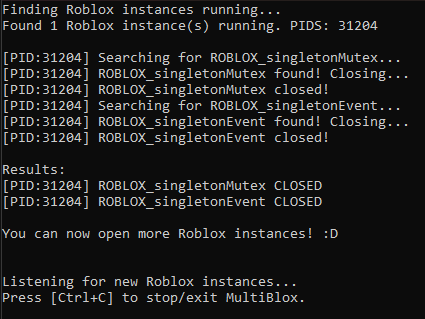 Finding Roblox instances running...
Found 1 Roblox instance(s) running. PIDS: 31204
[PID:31204] Searching for ROBLOX_singletonMutex...
[PID:31204] ROBLOX_singletonMutex found! Closing...
[PID:31204] ROBLOX_singletonMutex closed!
[PID:31204] Searching for ROBLOX_singletonEvent...
[PID:31204] ROBLOX_singletonEvent found! Closing...
[PID:31204] ROBLOX_singletonEvent closed!
Results:
[PID:31204] ROBLOX_singletonMutex CLOSED
[PID:31204] ROBLOX_singletonEvent CLOSED
You can now open more Roblox instances! :D
Listening for new Roblox instances...
Press [Ctrl+C] to stop/exit MultiBlox.